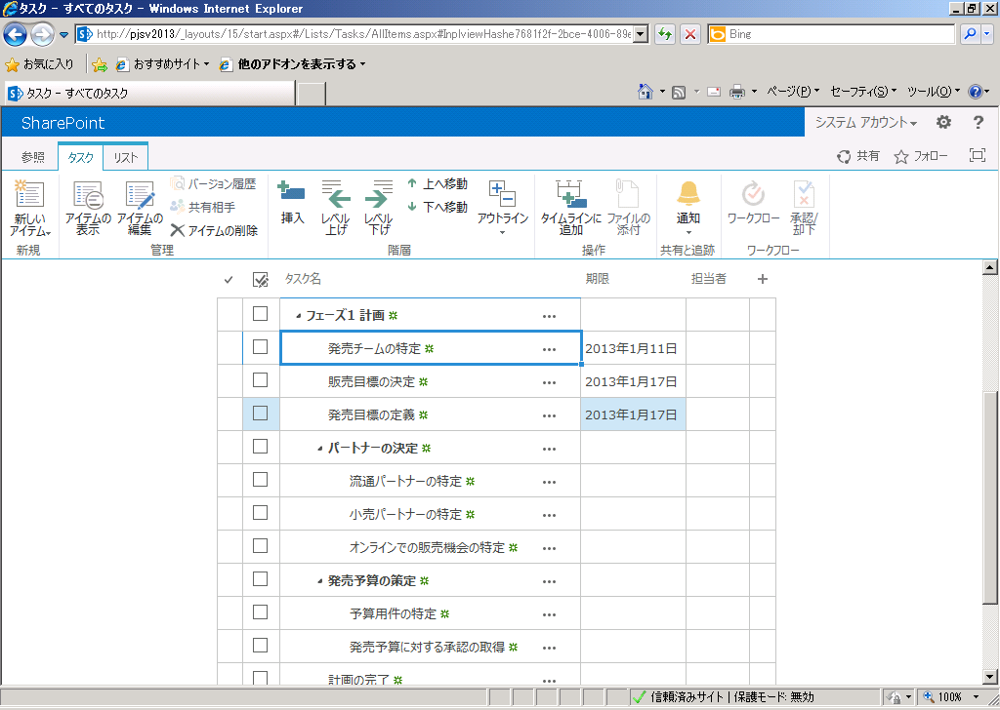 タスク - すべてのタスク - Windows Internet Explorer
http://pjsv2013/_layouts/15/start.aspx#/Lists/Tasks/AllItems.aspx#InplviewHashe7681f2f-2bce-4006-89e
Bing
お気に入り おすすめサイト 他のアドオンを表示する
タスク - すべてのタスク ページ(P) セーフティ(S) ツール(O)
SharePoint システム アカウント ?
参照 タスク リスト 共有 フォロー
新しいアイテム アイテムの表示 アイテムの編集 バージョン履歴 共有相手 アイテムの削除 挿入 レベル上げ レベル下げ 上へ移動 下へ移動 アウトライン タイムラインに追加 ファイルの添付 通知 ワークフロー 承認/却下
新規 管理 階層 操作 共有と追跡 ワークフロー
✓ タスク名 期限 担当者 +
フェーズ1 計画 ...
発売チームの特定 ... 2013年1月11日
販売目標の決定 ... 2013年1月17日
発売目標の定義 ... 2013年1月17日
パートナーの決定 ...
流通パートナーの特定 ...
小売パートナーの特定 ...
オンラインでの販売機会の特定 ...
発売予算の策定 ...
予算用件の特定 ...
発売予算に対する承認の取得 ...
計画の完了 ...
信頼済みサイト | 保護モード: 無効 100%